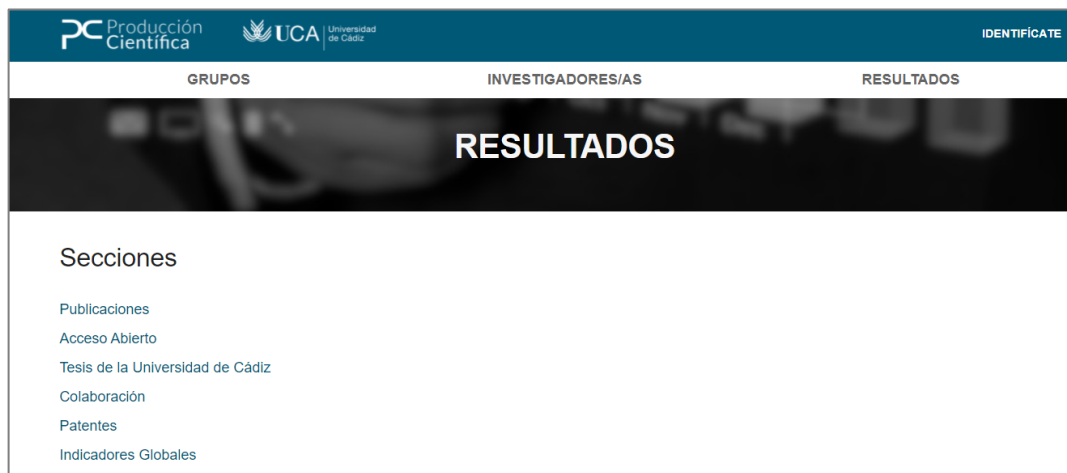 Producción
Científica
UCA Universidad
de Cádiz
IDENTIFÍCATE
GRUPOS INVESTIGADORES/AS RESULTADOS
RESULTADOS
Secciones
Publicaciones
Acceso Abierto
Tesis de la Universidad de Cádiz
Colaboración
Patentes
Indicadores Globales